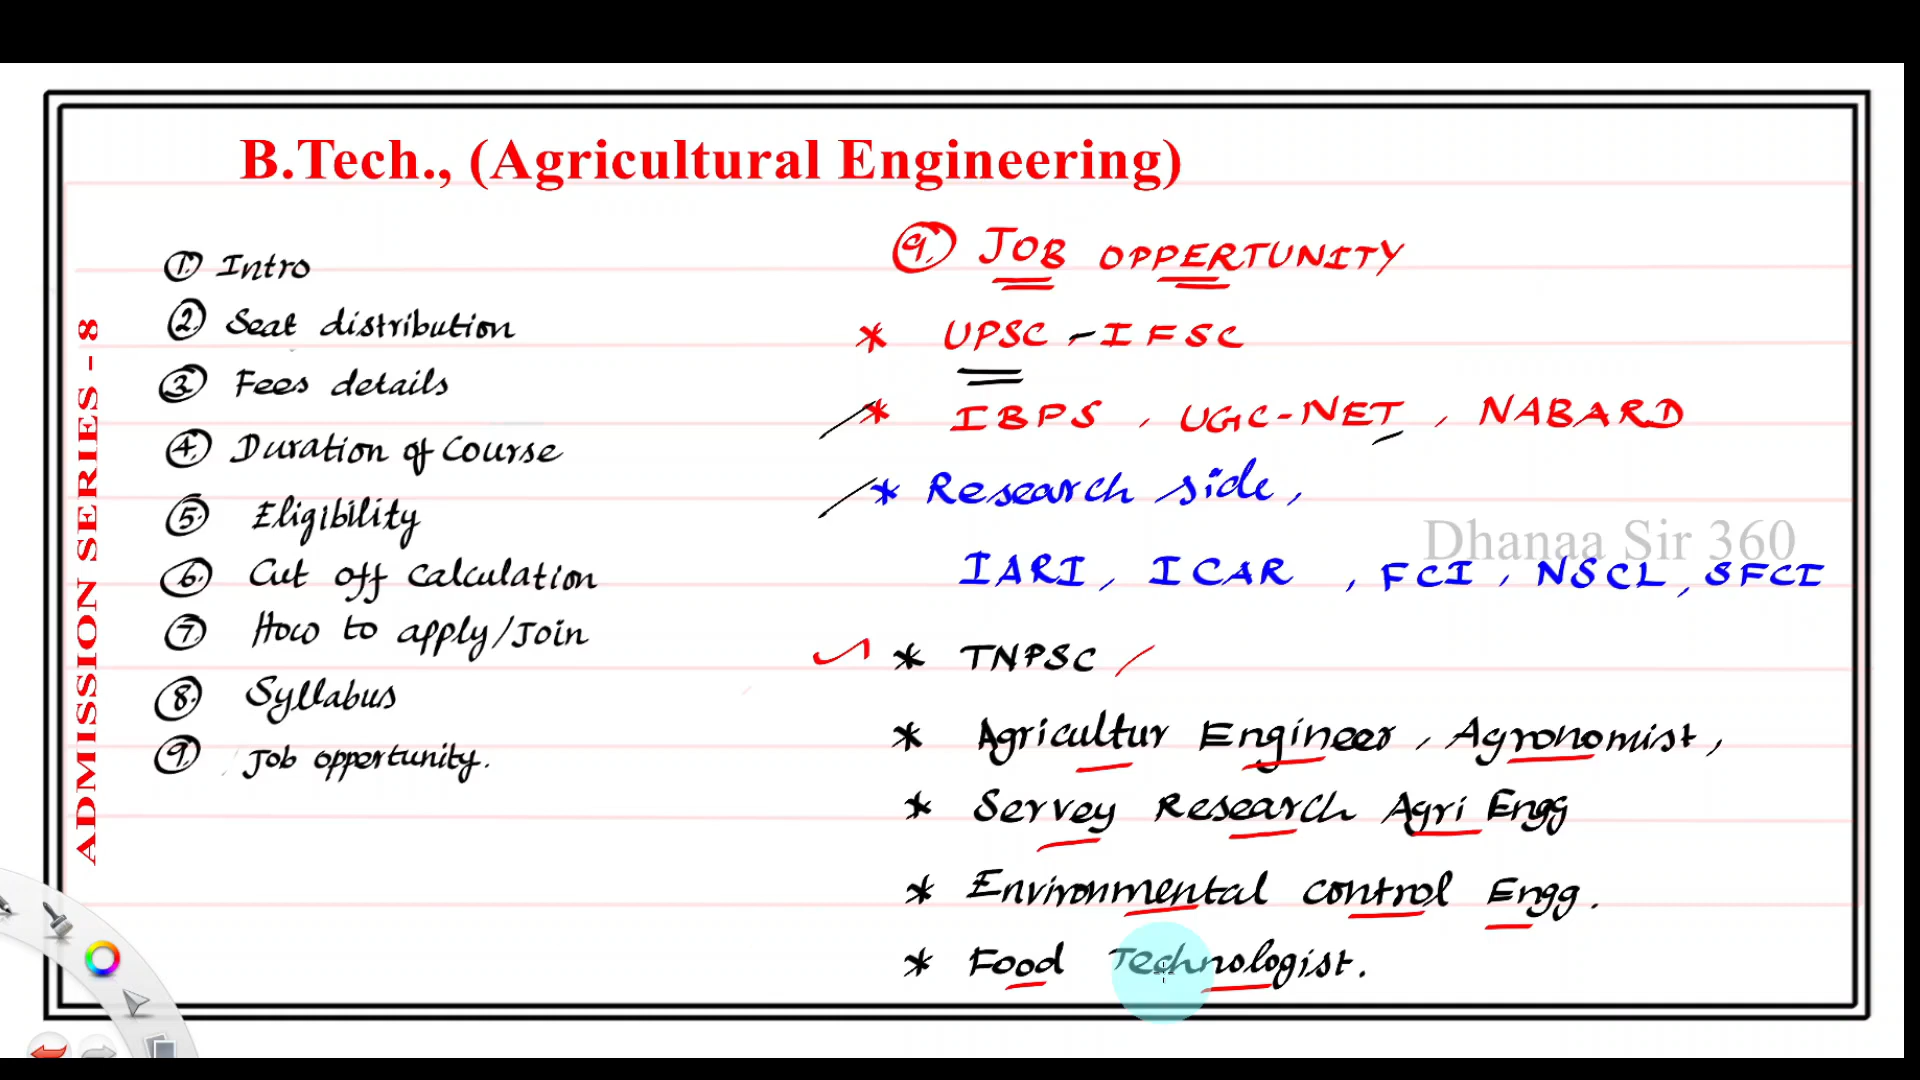 B.Tech., (Agricultural Engineering)
ADMISSION SERIES - 8
1. Intro
2. Seat distribution
3. Fees details
4. Duration of Course
5. Eligibility
6. Cut off calculation
7. How to apply/Join
8. Syllabus
9. Job oppertunity.
9. JOB OPPERTUNITY
* UPSC - IFSC
* IBPS , UGC-NET , NABARD
* Research side ,
Dhanaa Sir 360
IARI , ICAR , FCI , NSCL , SFCI
* TNPSC
* Agricultur Engineer , Agronomist ,
* Servey Research Agri Engg
* Environmental control Engg .
* Food Technologist .